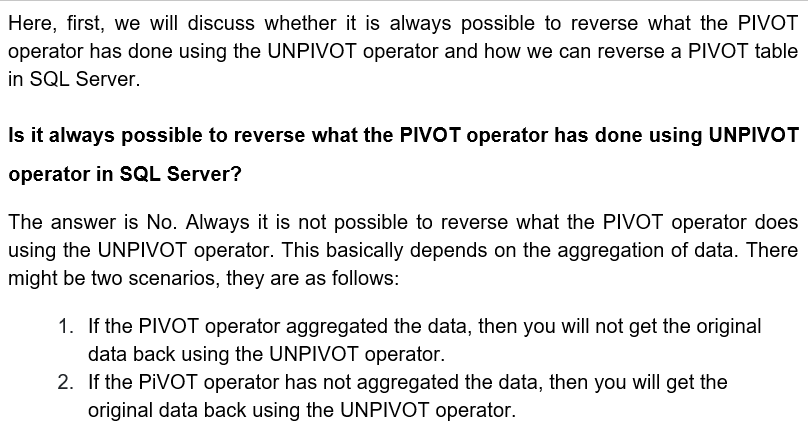 Here, first, we will discuss whether it is always possible to reverse what the PIVOT
operator has done using the UNPIVOT operator and how we can reverse a PIVOT table
in SQL Server.
Is it always possible to reverse what the PIVOT operator has done using UNPIVOT
operator in SQL Server?
The answer is No. Always it is not possible to reverse what the PIVOT operator does
using the UNPIVOT operator. This basically depends on the aggregation of data. There
might be two scenarios, they are as follows:
1. If the PIVOT operator aggregated the data, then you will not get the original
data back using the UNPIVOT operator.
2. If the PiVOT operator has not aggregated the data, then you will get the
original data back using the UNPIVOT operator.